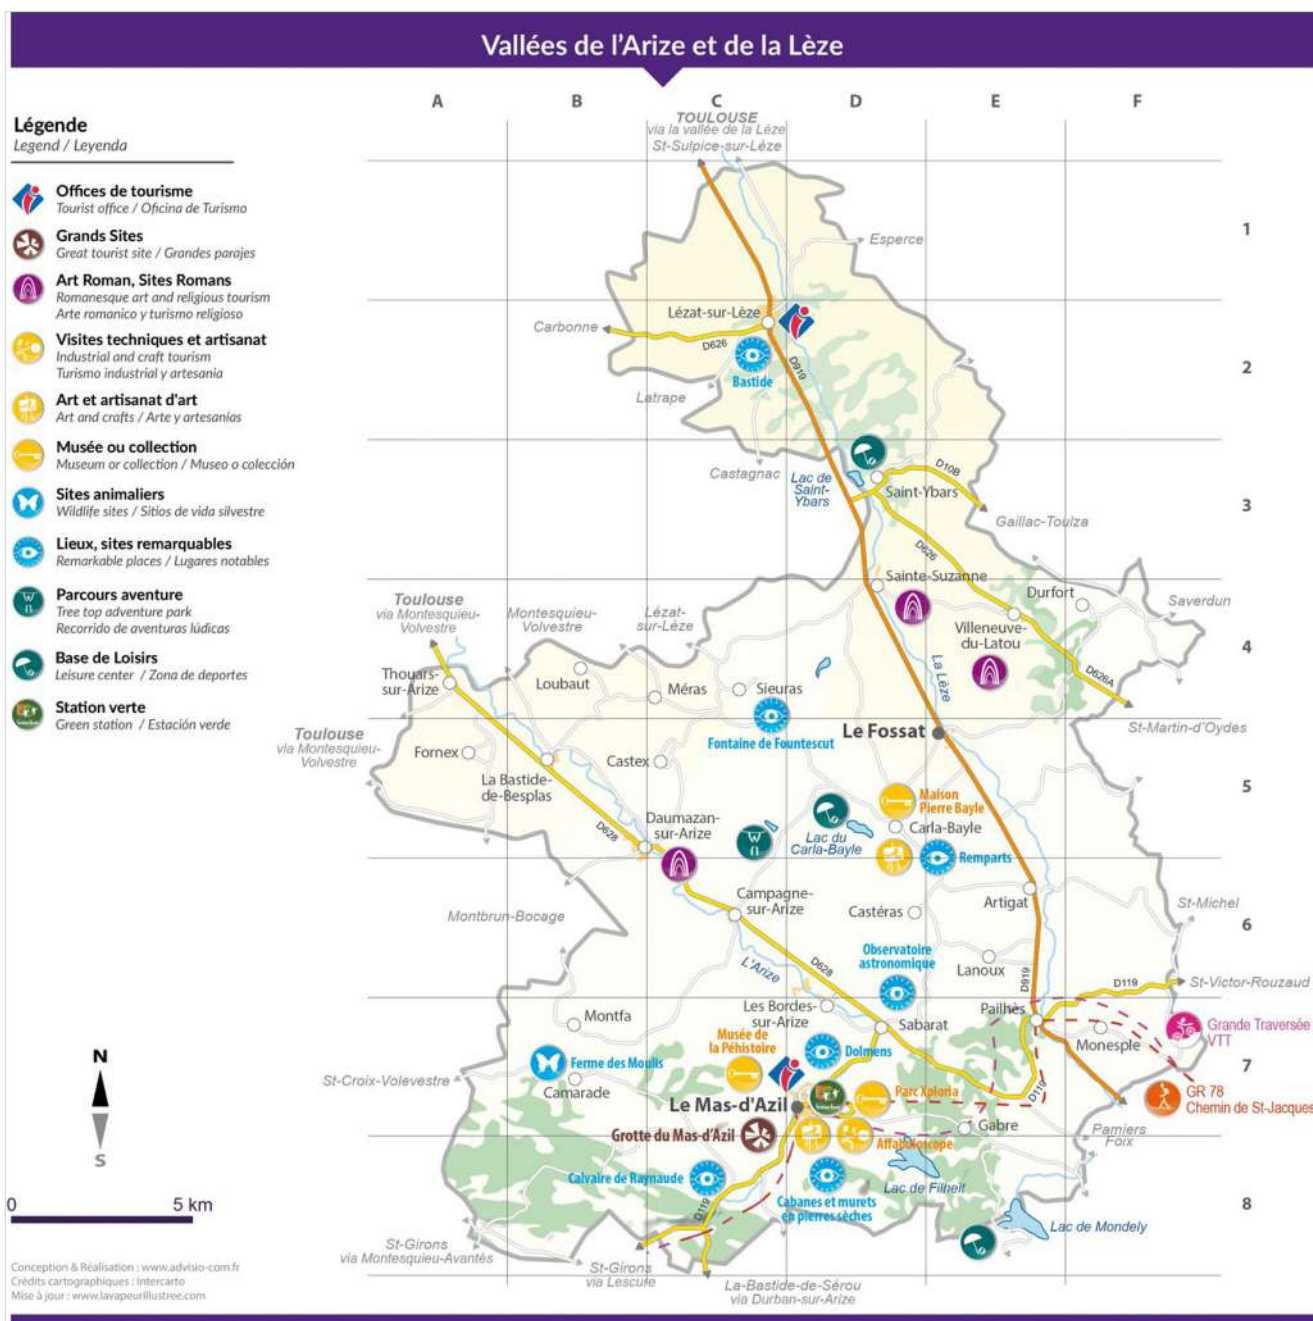 Vallées de l'Arize et de la Lèze
A
B
C
D
E
F
Légende
Legend / Leyenda
Offices de tourisme
Tourist office / Oficina de Turismo
Grands Sites
Great tourist site / Grandes parajes
Art Roman, Sites Romans
Romanesque art and religious tourism
Arte romanico y turismo religioso
Visites techniques et artisanat
Industrial and craft tourism
Turismo industrial y artesania
Art et artisanat d'art
Art and crafts / Arte y artesanías
Musée ou collection
Museum or collection / Museo o colección
Sites animaliers
Wildlife sites / Sitios de vida silvestre
Lieux, sites remarquables
Remarkable places / Lugares notables
Parcours aventure
Tree top adventure park
Recorrido de aventuras lúdicas
Base de Loisirs
Leisure center / Zona de deportes
Station verte
Green station / Estación verde
N
S
0
5 km
Conception & Réalisation : www.advisio-com.fr
Crédits cartographiques : Intercarto
Mise à jour : www.lavapeurillustree.com
TOULOUSE
via la vallée de la Lèze
St-Sulpice-sur-Lèze
1
Esperce
Lézat-sur-Lèze
Carbonne
D626
D919
2
Bastide
Latrape
Castagnac
Lac de
Saint-
Ybars
D10B
Saint-Ybars
3
Gaillac-Toulza
D626
Sainte-Suzanne
Durfort
Saverdun
Toulouse
via Montesquieu-
Volvestre
Montesquieu-
Volvestre
Lézat-
sur-Lèze
Villeneuve-
du-Latou
4
La Lèze
D626A
Thouars-
sur-Arize
Loubaut
Méras
Sieuras
St-Martin-d'Oydes
Toulouse
via Montesquieu-
Volvestre
Fontaine de Fountescut
Le Fossat
Fornex
La Bastide-
de-Besplas
Castex
5
Maison
Pierre Bayle
D628
Daumazan-
sur-Arize
Lac du
Carla-Bayle
Carla-Bayle
Remparts
Montbrun-Bocage
Campagne-
sur-Arize
Castéras
Artigat
St-Michel
6
Observatoire
astronomique
L'Arize
D628
Lanoux
D919
D119
St-Victor-Rouzaud
Montfa
Les Bordes-
sur-Arize
Sabarat
Pailhès
Monesple
Grande Traversée
VTT
Musée de
la Péhistoire
Dolmens
7
Ferme des Moulis
St-Croix-Volevestre
Camarade
Parc Xploria
D119
GR 78
Chemin de St-Jacques
Le Mas-d'Azil
Gabre
Pamiers
Foix
Grotte du Mas-d'Azil
Affabuloscope
Calvaire de Raynaude
Lac de Filheit
Cabanes et murets
en pierres sèches
8
D119
Lac de Mondely
St-Girons
via Montesquieu-Avantès
St-Girons
via Lescure
La-Bastide-de-Sérou
via Durban-sur-Arize